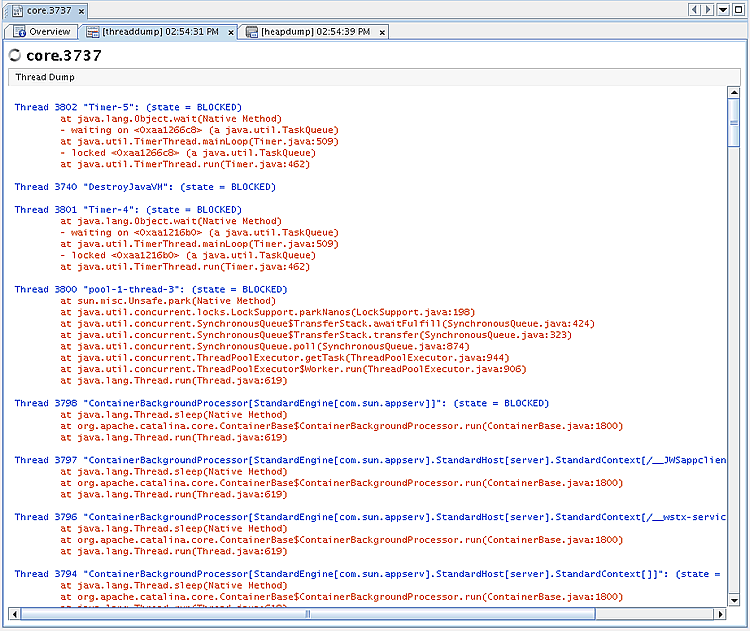 core.3737
Overview
[threaddump] 02:54:31 PM
[heapdump] 02:54:39 PM
core.3737
Thread Dump
Thread 3802 "Timer-5": (state = BLOCKED)
at java.lang.Object.wait(Native Method)
- waiting on <0xaa1266c8> (a java.util.TaskQueue)
at java.util.TimerThread.mainLoop(Timer.java:509)
- locked <0xaa1266c8> (a java.util.TaskQueue)
at java.util.TimerThread.run(Timer.java:462)
Thread 3740 "DestroyJavaVM": (state = BLOCKED)
Thread 3801 "Timer-4": (state = BLOCKED)
at java.lang.Object.wait(Native Method)
- waiting on <0xaa1216b0> (a java.util.TaskQueue)
at java.util.TimerThread.mainLoop(Timer.java:509)
- locked <0xaa1216b0> (a java.util.TaskQueue)
at java.util.TimerThread.run(Timer.java:462)
Thread 3800 "pool-1-thread-3": (state = BLOCKED)
at sun.misc.Unsafe.park(Native Method)
at java.util.concurrent.locks.LockSupport.parkNanos(LockSupport.java:198)
at java.util.concurrent.SynchronousQueue$TransferStack.awaitFulfill(SynchronousQueue.java:424)
at java.util.concurrent.SynchronousQueue$TransferStack.transfer(SynchronousQueue.java:323)
at java.util.concurrent.SynchronousQueue.poll(SynchronousQueue.java:874)
at java.util.concurrent.ThreadPoolExecutor.getTask(ThreadPoolExecutor.java:944)
at java.util.concurrent.ThreadPoolExecutor$Worker.run(ThreadPoolExecutor.java:906)
at java.lang.Thread.run(Thread.java:619)
Thread 3798 "ContainerBackgroundProcessor[StandardEngine[com.sun.appserv]]": (state = BLOCKED)
at java.lang.Thread.sleep(Native Method)
at org.apache.catalina.core.ContainerBase$ContainerBackgroundProcessor.run(ContainerBase.java:1800)
at java.lang.Thread.run(Thread.java:619)
Thread 3797 "ContainerBackgroundProcessor[StandardEngine[com.sun.appserv].StandardHost[server].StandardContext[/__JWSappclien
at java.lang.Thread.sleep(Native Method)
at org.apache.catalina.core.ContainerBase$ContainerBackgroundProcessor.run(ContainerBase.java:1800)
at java.lang.Thread.run(Thread.java:619)
Thread 3796 "ContainerBackgroundProcessor[StandardEngine[com.sun.appserv].StandardHost[server].StandardContext[/__wstx-servic
at java.lang.Thread.sleep(Native Method)
at org.apache.catalina.core.ContainerBase$ContainerBackgroundProcessor.run(ContainerBase.java:1800)
at java.lang.Thread.run(Thread.java:619)
Thread 3794 "ContainerBackgroundProcessor[StandardEngine[com.sun.appserv].StandardHost[server].StandardContext[]]": (state =
at java.lang.Thread.sleep(Native Method)
at org.apache.catalina.core.ContainerBase$ContainerBackgroundProcessor.run(ContainerBase.java:1800)
at java.lang.Thread.run(Thread.java:619)